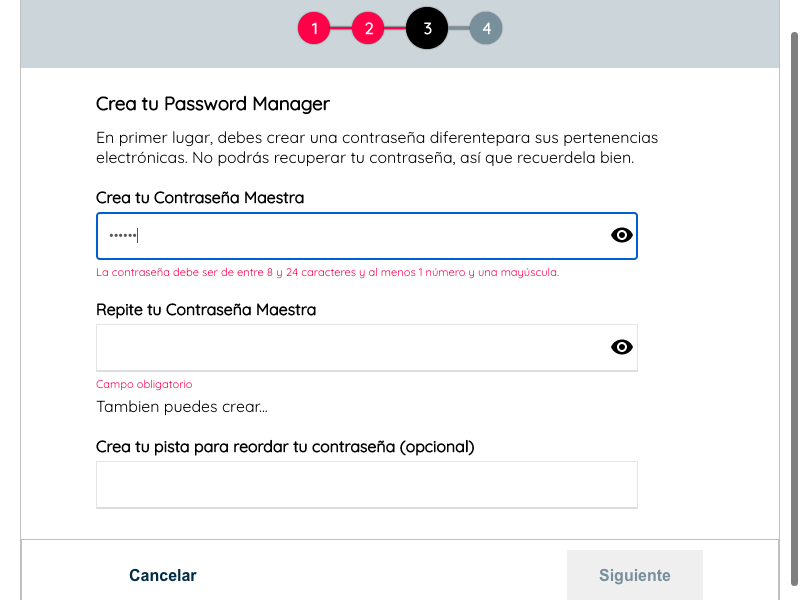 1 2 3 4
Crea tu Password Manager
En primer lugar, debes crear una contraseña diferentepara sus pertenencias
electrónicas. No podrás recuperar tu contraseña, así que recuerdela bien.
Crea tu Contraseña Maestra
••••••
La contraseña debe ser de entre 8 y 24 caracteres y al menos 1 número y una mayúscula.
Repite tu Contraseña Maestra
Campo obligatorio
Tambien puedes crear...
Crea tu pista para reordar tu contraseña (opcional)
Cancelar Siguiente